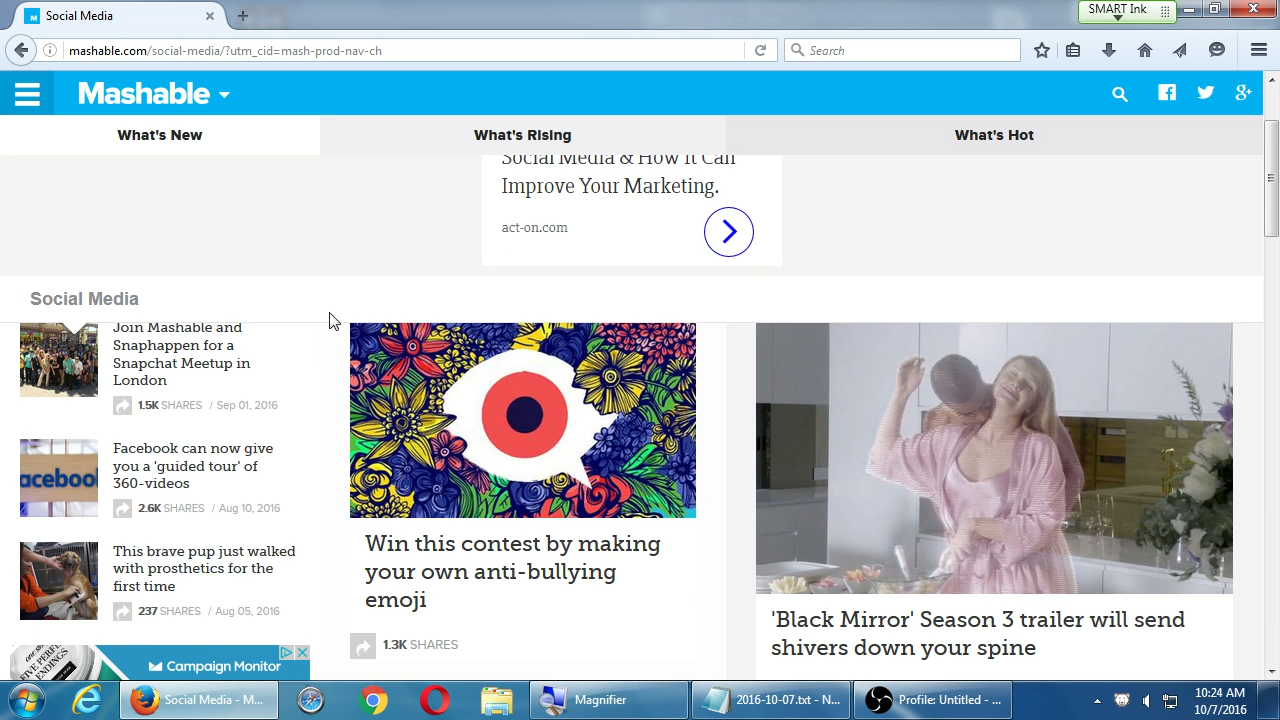 Social Media
SMART Ink
mashable.com/social-media/?utm_cid=mash-prod-nav-ch
Search
Mashable
What's New
What's Rising
What's Hot
Social Media & How It Can
Improve Your Marketing.
act-on.com
Social Media
Join Mashable and
Snaphappen for a
Snapchat Meetup in
London
1.5K SHARES / Sep 01, 2016
Facebook can now give
you a 'guided tour' of
360-videos
2.6K SHARES / Aug 10, 2016
This brave pup just walked
with prosthetics for the
first time
237 SHARES / Aug 05, 2016
Campaign Monitor
Win this contest by making
your own anti-bullying
emoji
1.3K SHARES
'Black Mirror' Season 3 trailer will send
shivers down your spine
Social Media - M...
Magnifier
2016-10-07.txt - N...
Profile: Untitled - ...
10:24 AM
10/7/2016